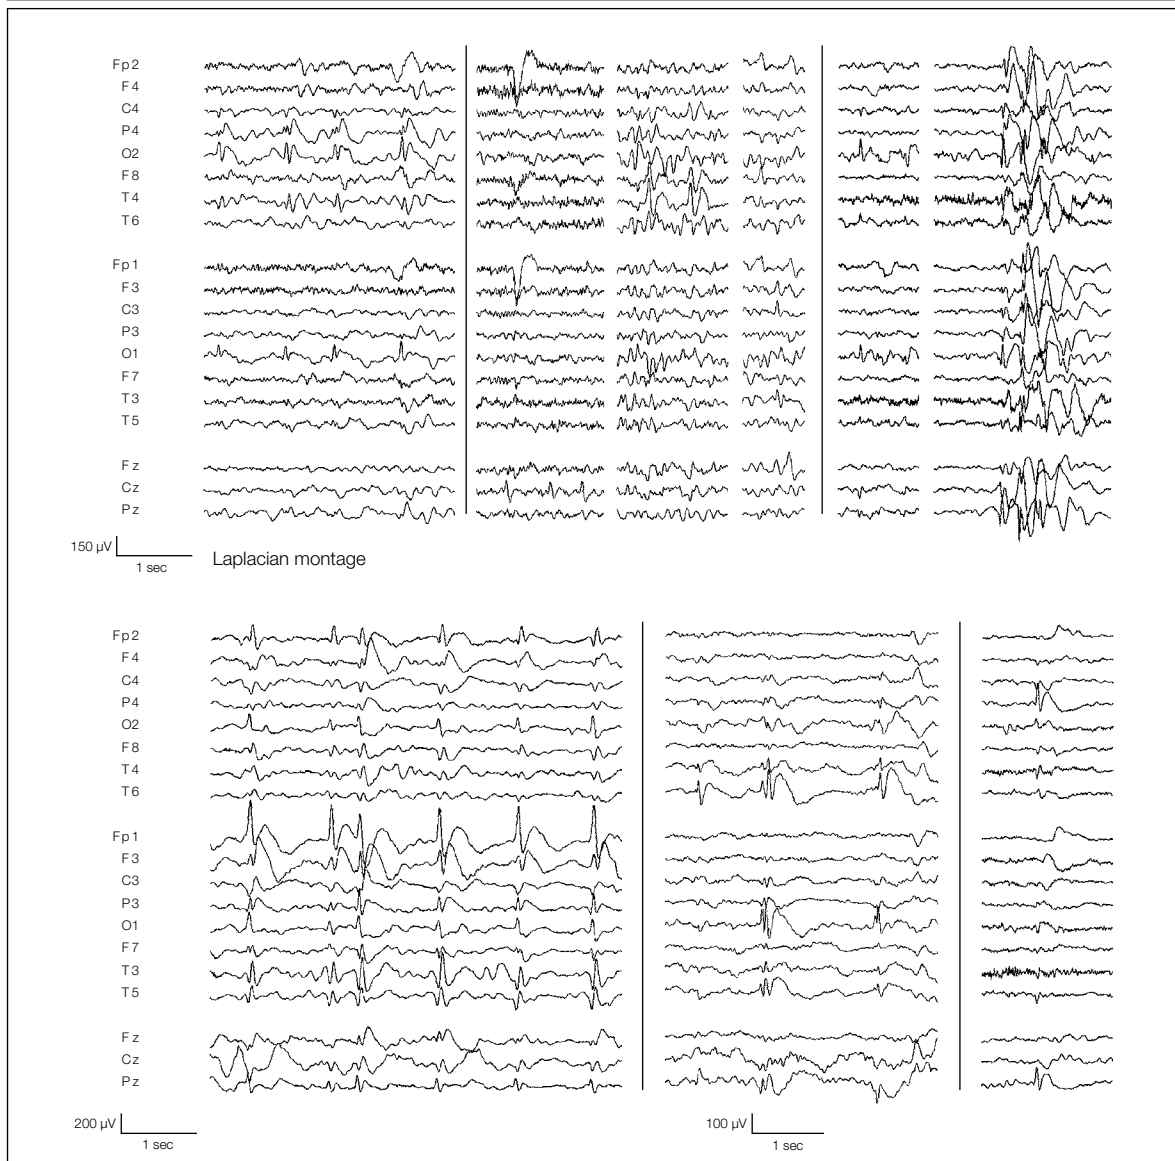 Fp2
F4
C4
P4
O2
F8
T4
T6
Fp1
F3
C3
P3
O1
F7
T3
T5
Fz
Cz
Pz
150 µV
1 sec
Laplacian montage
Fp2
F4
C4
P4
O2
F8
T4
T6
Fp1
F3
C3
P3
O1
F7
T3
T5
Fz
Cz
Pz
200 µV
1 sec
100 µV
1 sec